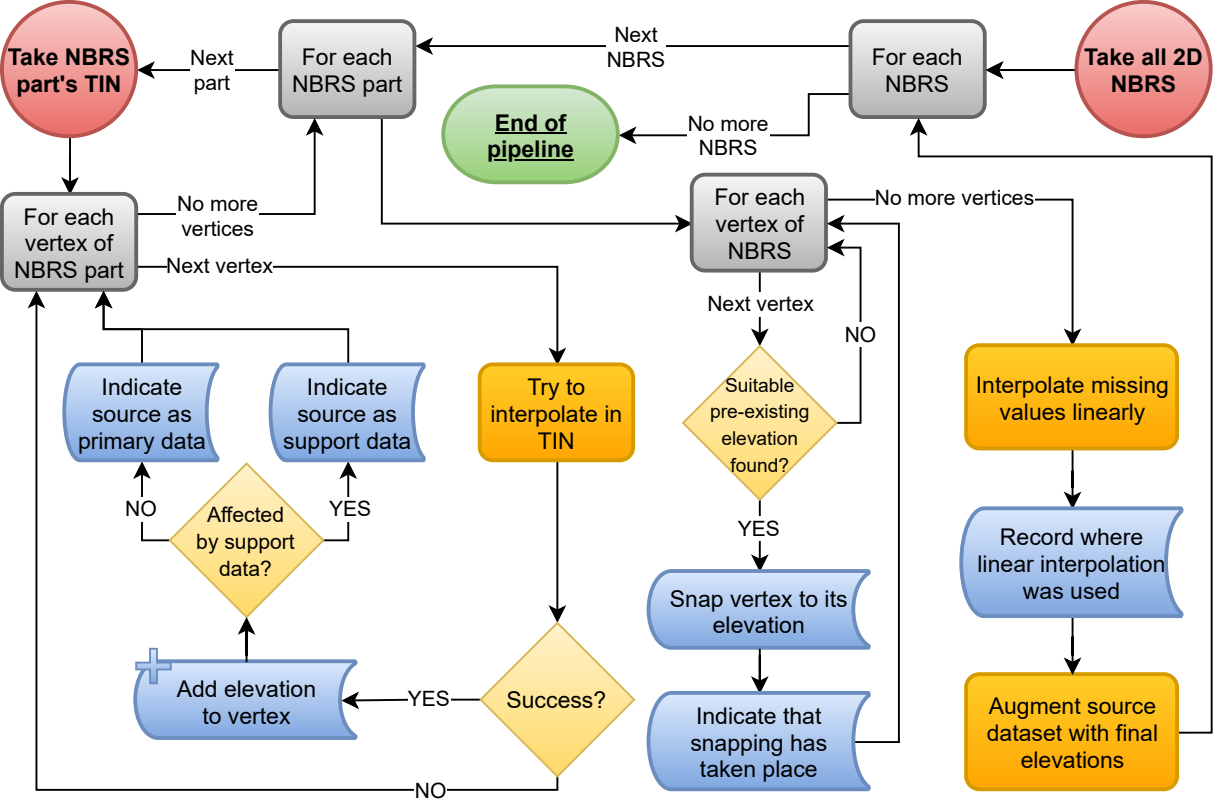 Take NBRS
part's TIN
Next
part
For each
NBRS part
Next
NBRS
For each
NBRS
Take all 2D
NBRS
End of
pipeline
No more
NBRS
For each
vertex of
NBRS part
No more
vertices
Next vertex
For each
vertex of
NBRS
No more vertices
Next vertex
NO
Indicate
source as
primary data
Indicate
source as
support data
Try to
interpolate in
TIN
Suitable
pre-existing
elevation
found?
Interpolate missing
values linearly
NO
YES
Affected
by support
data?
YES
Record where
linear interpolation
was used
Snap vertex to its
elevation
Add elevation
to vertex
YES
Success?
Indicate that
snapping has
taken place
Augment source
dataset with final
elevations
NO